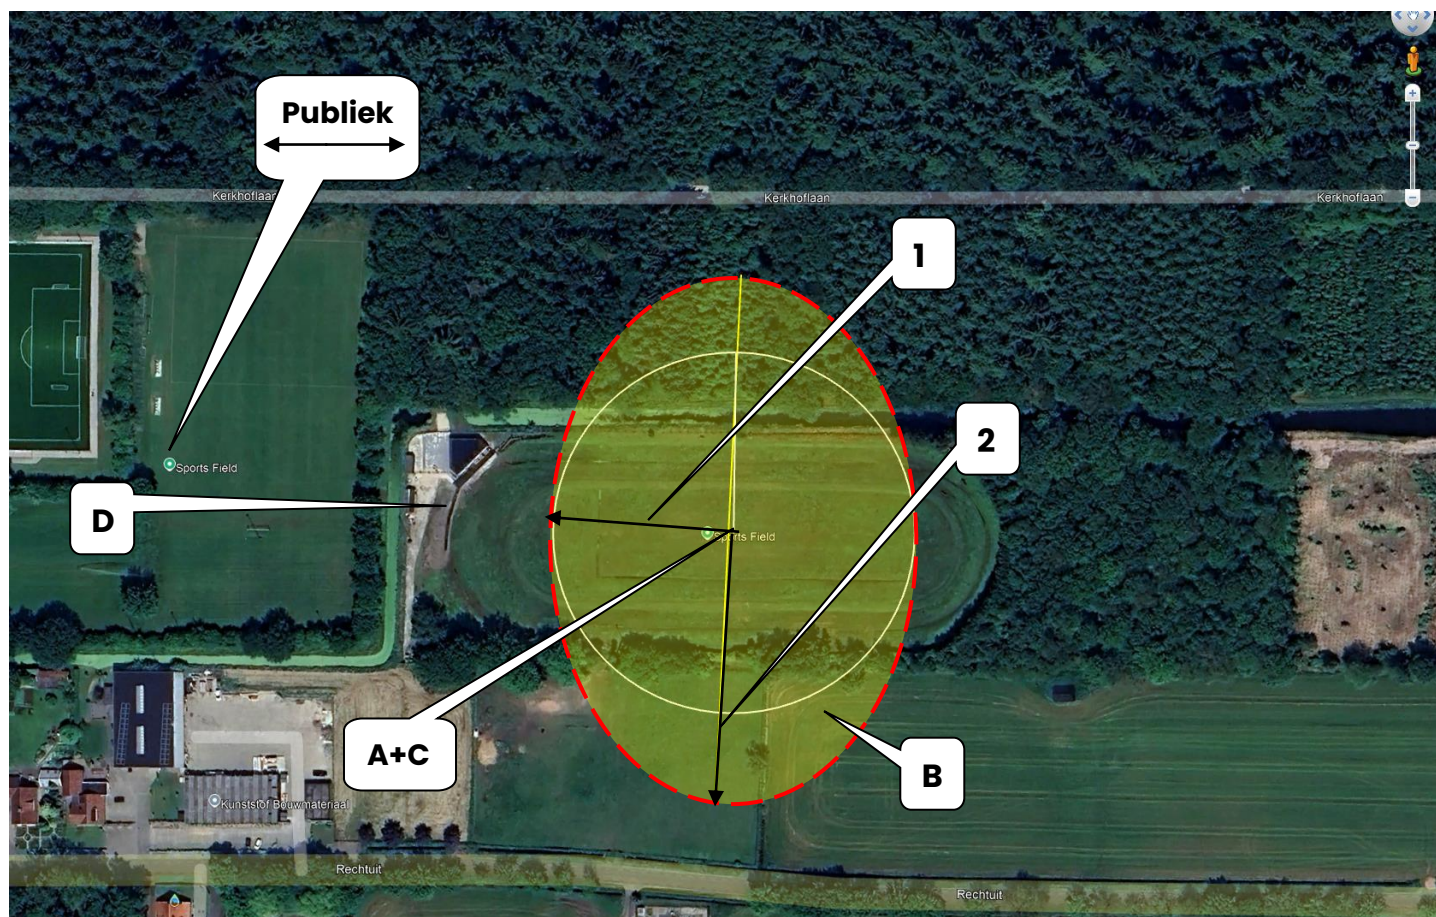 Publiek
Kerkhoflaan
Kerkhoflaan
Kerkhoflaan
1
2
Sports Field
D
Sports Field
A+C
B
Kunststof Bouwmateriaal
Rechtuit
Rechtuit